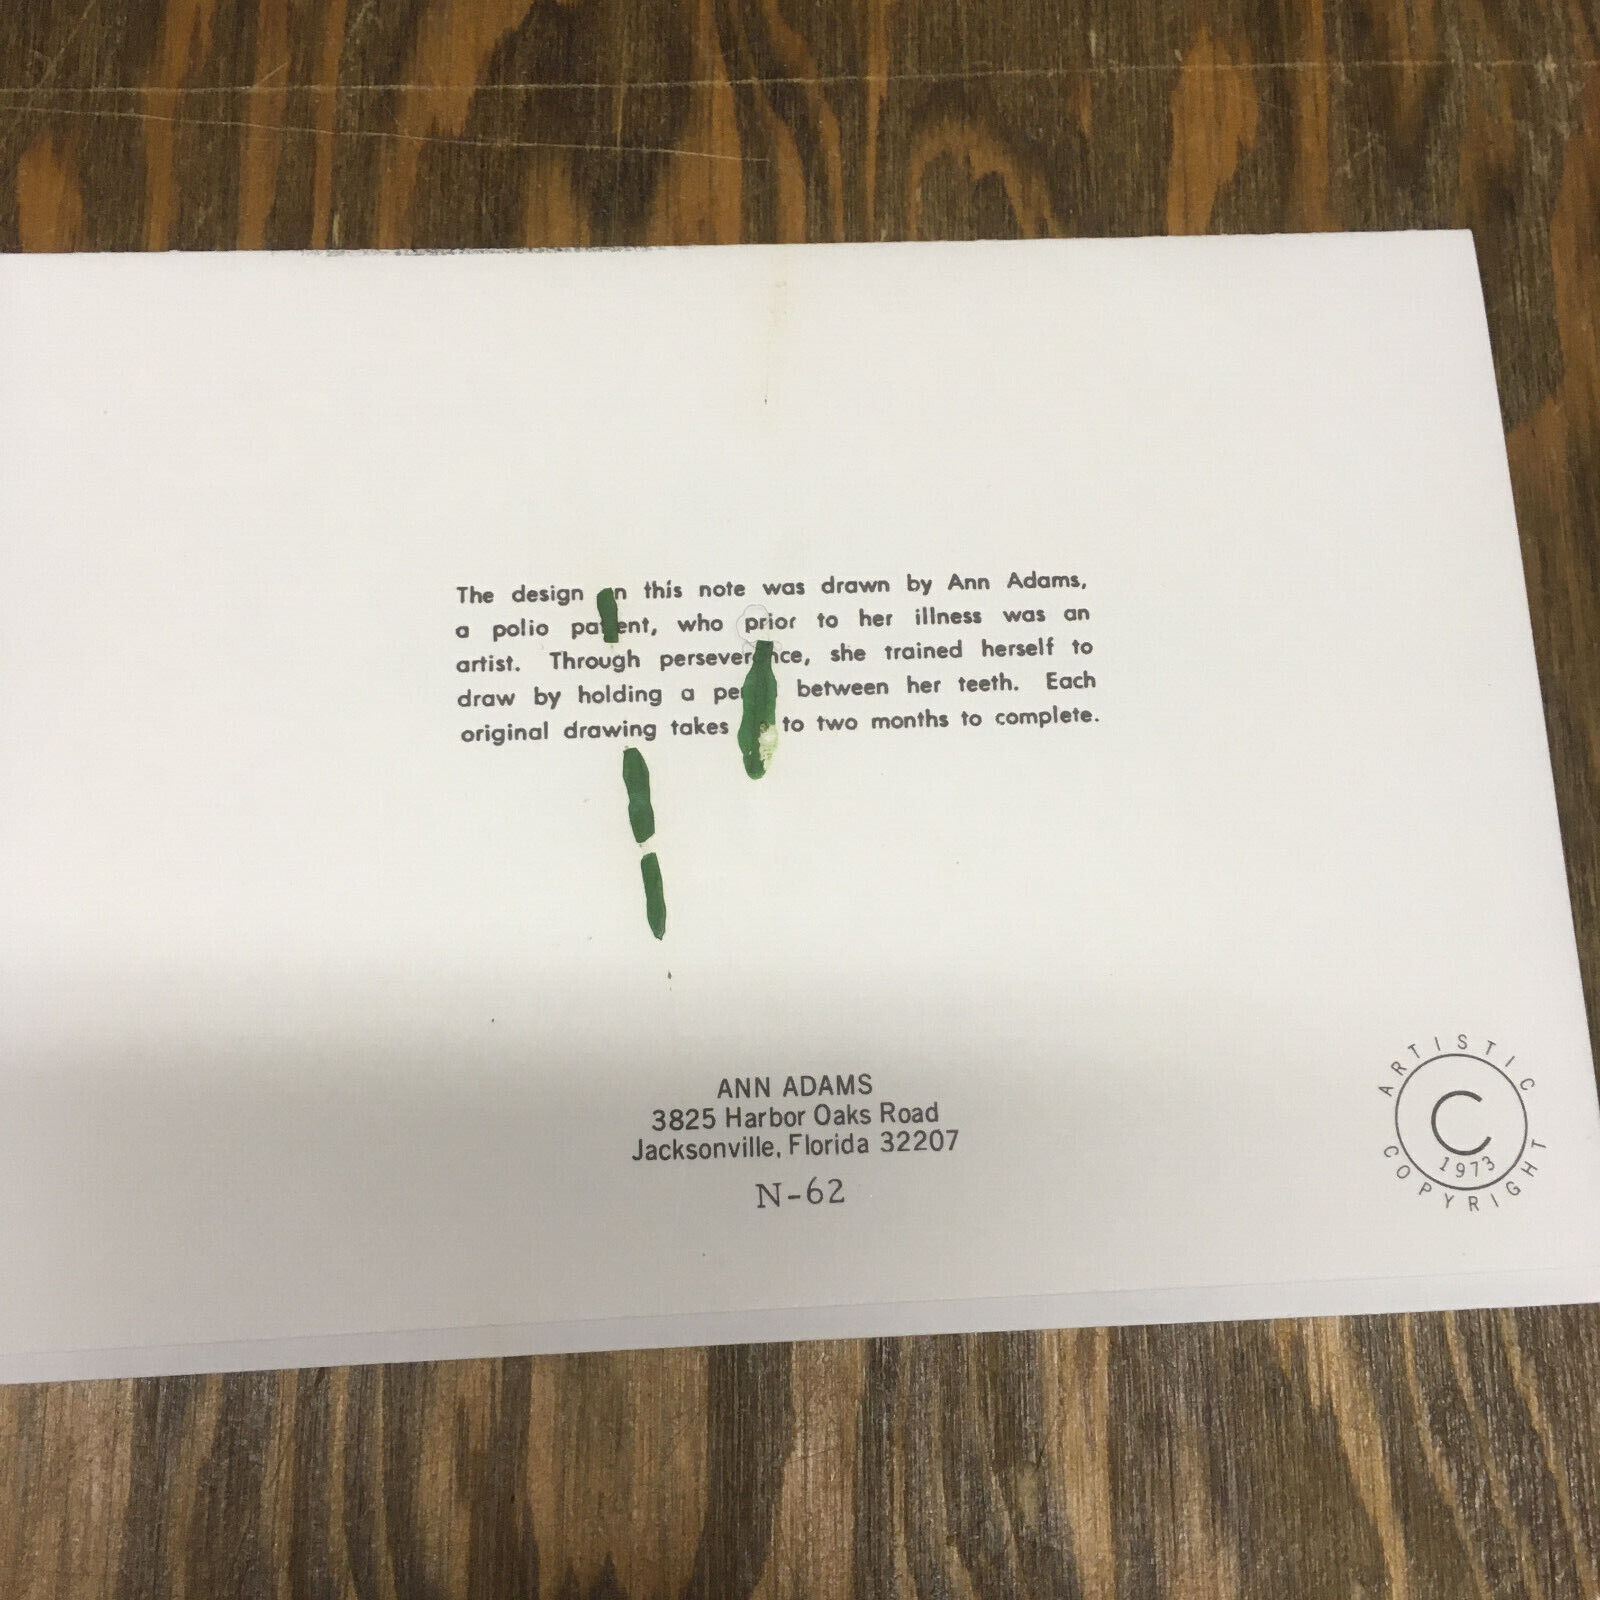 The design on this note was drawn by Ann Adams,
a polio patient, who prior to her illness was an
artist. Through perseverance, she trained herself to
draw by holding a between her teeth. Each
original drawing takes to two months to complete.
ANN ADAMS
3825 Harbor Oaks Road
Jacksonville, Florida 32207
N-62
ARTISTIC
C
1973
COPYRIGHT